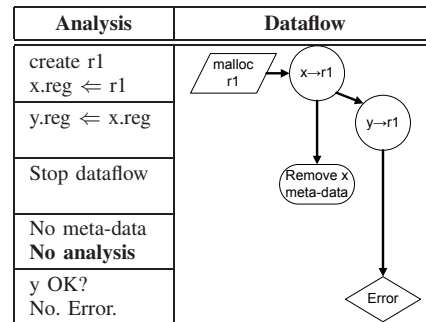 Analysis Dataflow
create r1
x.reg ⇐ r1
malloc
r1
x→r1
y.reg ⇐ x.reg
y→r1
Stop dataflow
Remove x
meta-data
No meta-data
No analysis
y OK?
No. Error.
Error